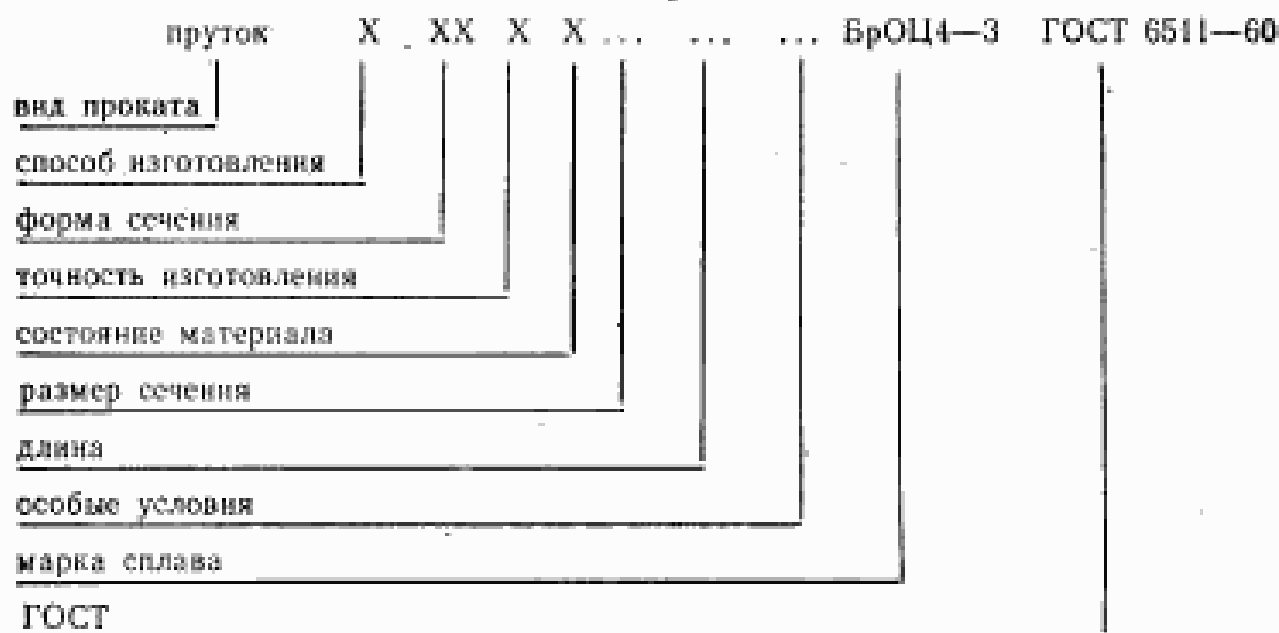 пруток X XX X X ... ... ... БрОЦ4—3 ГОСТ 6511—60
вид проката
способ изготовления
форма сечения
точность изготовления
состояние материала
размер сечения
длина
особые условия
марка сплава
ГОСТ